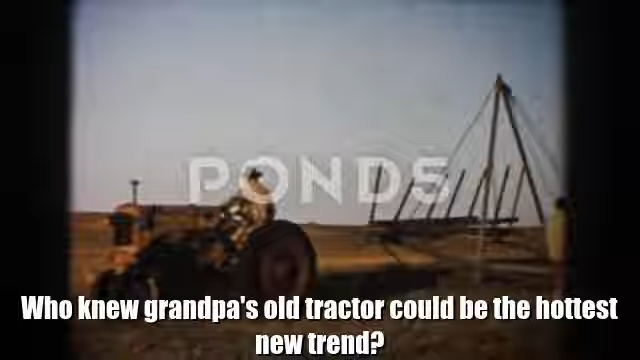 PONDS
Who knew grandpa's old tractor could be the hottest
new trend?